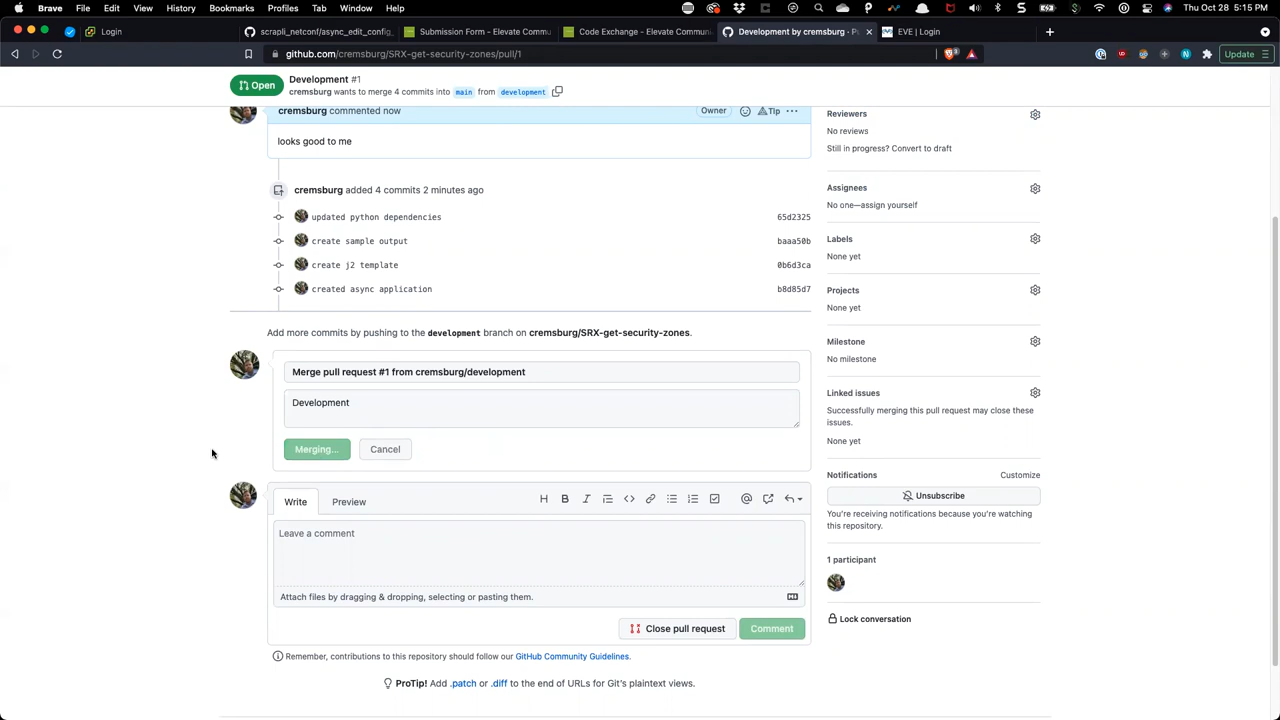 Brave File Edit View History Bookmarks Profiles Tab Window Help Thu Oct 28 5:15 PM
Login scrapli_netconf/async_edit_config. Submission Form - Elevate Commu Code Exchange - Elevate Communi Development by cremsburg · Pu EVE | Login
github.com/cremsburg/SRX-get-security-zones/pull/1 Update
Open Development #1
cremsburg wants to merge 4 commits into main from development
cremsburg commented now Owner Tip
looks good to me
cremsburg added 4 commits 2 minutes ago
updated python dependencies 65d2325
create sample output baaa50b
create j2 template 0b6d3ca
created async application b8d85d7
Add more commits by pushing to the development branch on cremsburg/SRX-get-security-zones.
Merge pull request #1 from cremsburg/development
Development
Merging... Cancel
Write Preview
Leave a comment
Attach files by dragging & dropping, selecting or pasting them.
Close pull request Comment
Remember, contributions to this repository should follow our GitHub Community Guidelines.
ProTip! Add .patch or .diff to the end of URLs for Git's plaintext views.
Reviewers
No reviews
Still in progress? Convert to draft
Assignees
No one—assign yourself
Labels
None yet
Projects
None yet
Milestone
No milestone
Linked issues
Successfully merging this pull request may close these
issues.
None yet
Notifications Customize
Unsubscribe
You're receiving notifications because you're watching
this repository.
1 participant
Lock conversation